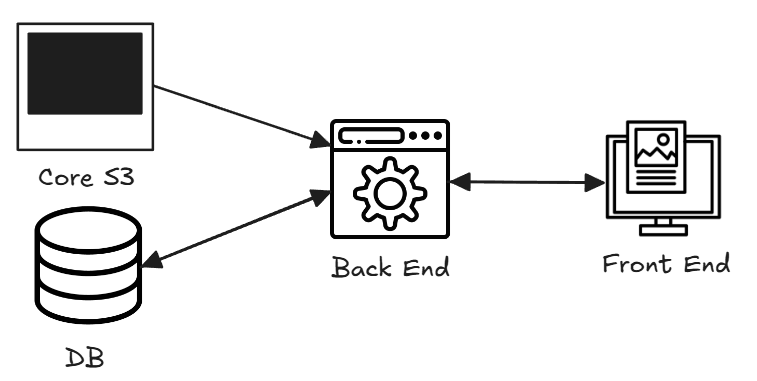 Core S3
DB
Back End
Front End